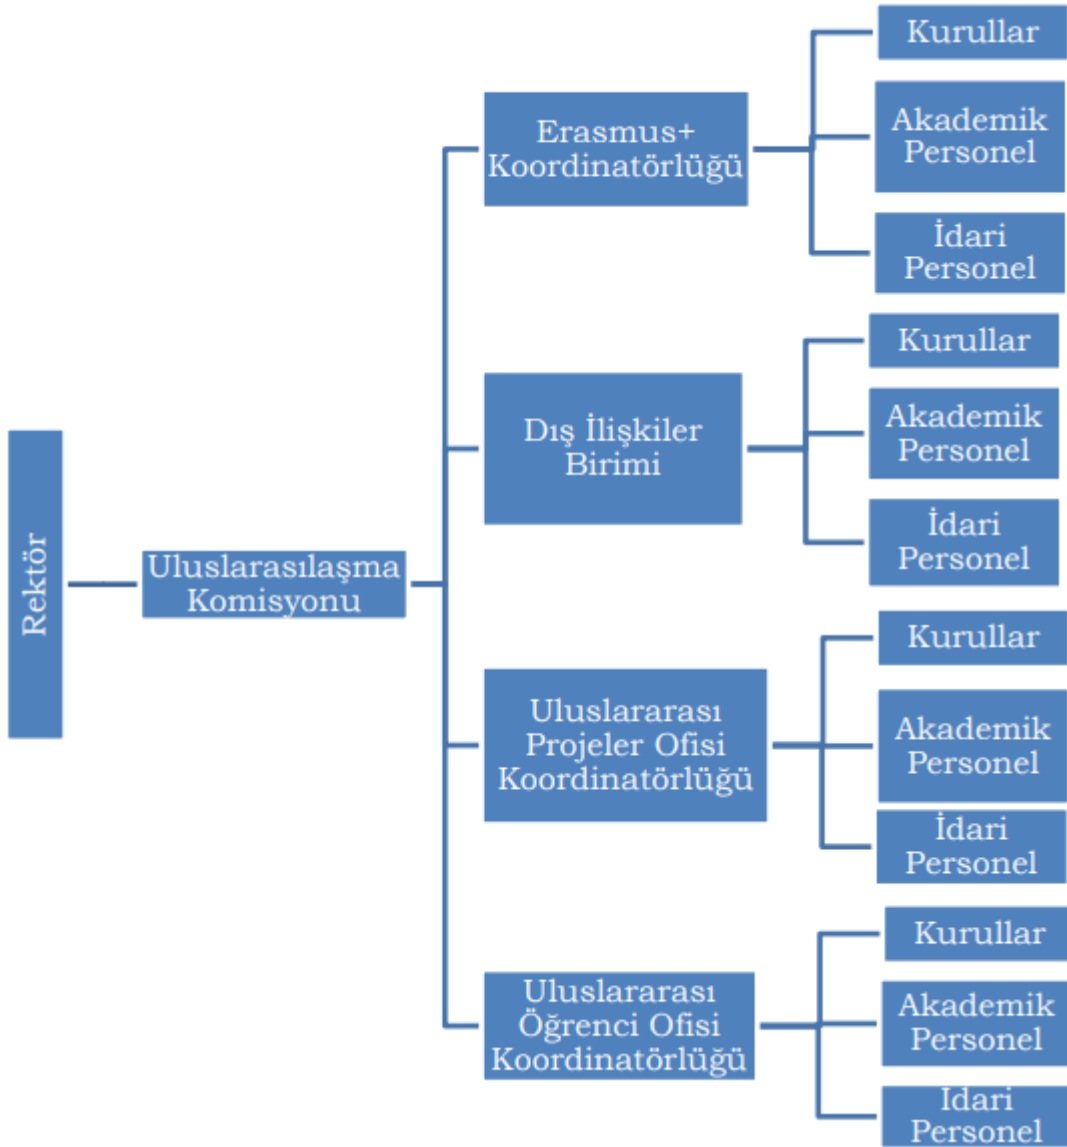 Rektör
Uluslarasılaşma
Komisyonu
Erasmus+
Koordinatörlüğü
Kurullar
Akademik
Personel
İdari
Personel
Dış İlişkiler
Birimi
Kurullar
Akademik
Personel
İdari
Personel
Uluslararası
Projeler Ofisi
Koordinatörlüğü
Kurullar
Akademik
Personel
İdari
Personel
Uluslararası
Öğrenci Ofisi
Koordinatörlüğü
Kurullar
Akademik
Personel
İdari
Personel